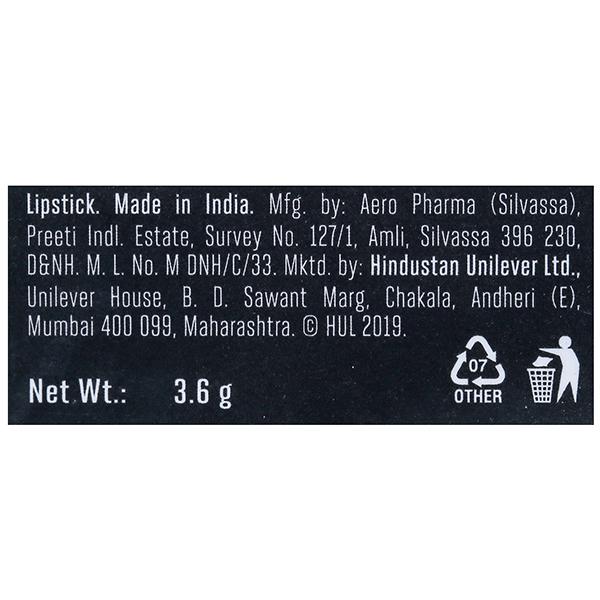 Lipstick. Made in India. Mfg. by: Aero Pharma (Silvassa),
Preeti Indl. Estate, Survey No. 127/1, Amli, Silvassa 396 230,
D&NH. M. L. No. M DNH/C/33. Mktd. by: Hindustan Unilever Ltd.,
Unilever House, B. D. Sawant Marg, Chakala, Andheri (E),
Mumbai 400 099, Maharashtra. © HUL 2019.
Net Wt.: 3.6 g
07
OTHER